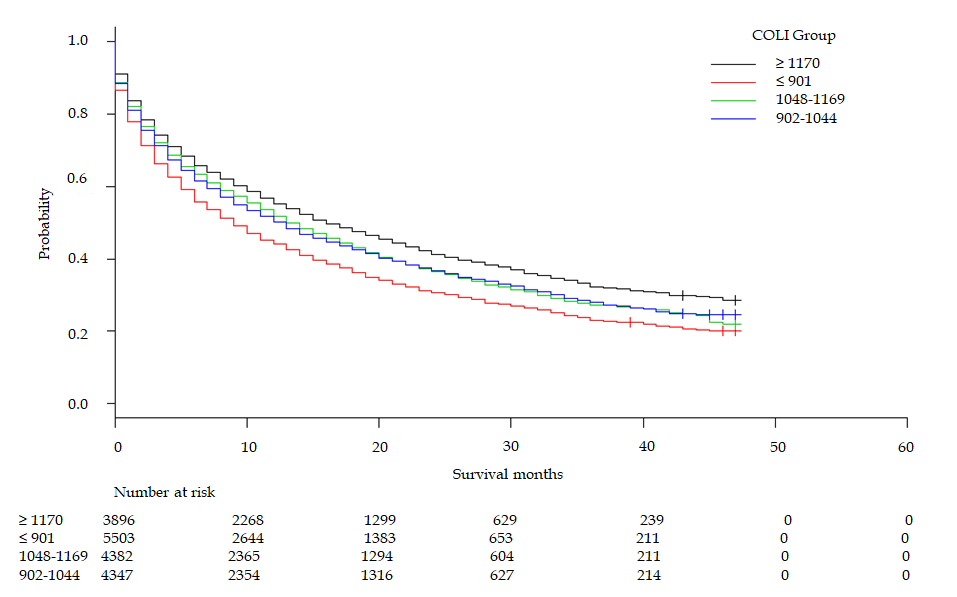 COLI Group
≥ 1170
≤ 901
1048-1169
902-1044
Probability
1.0
0.8
0.6
0.4
0.2
0.0
0 10 20 30 40 50 60
Survival months
Number at risk
≥ 1170 3896 2268 1299 629 239 0 0
≤ 901 5503 2644 1383 653 211 0 0
1048-1169 4382 2365 1294 604 211 0 0
902-1044 4347 2354 1316 627 214 0 0